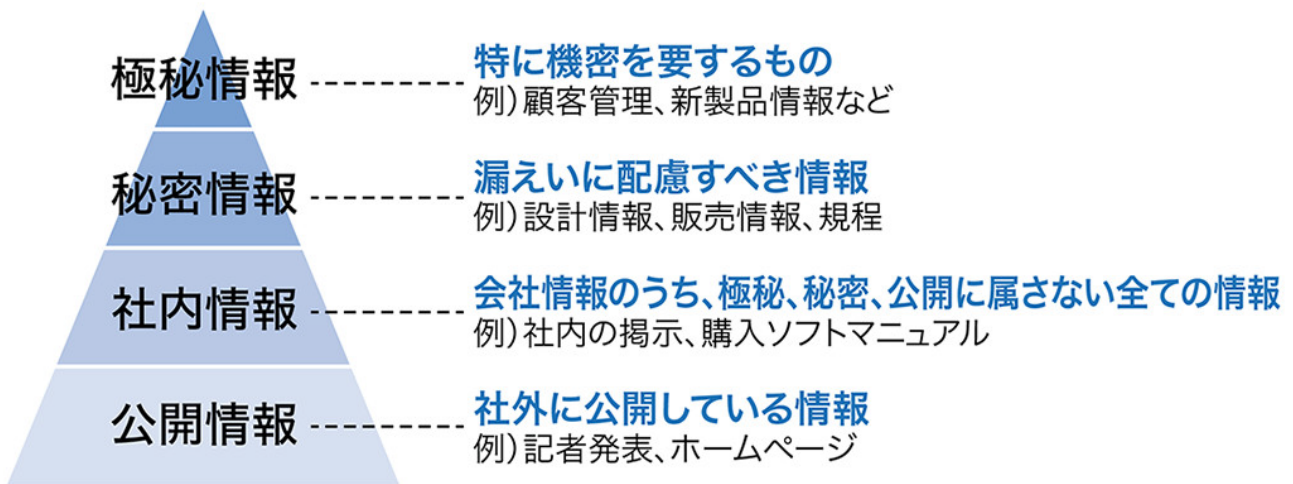 極秘情報
特に機密を要するもの
例）顧客管理、新製品情報など
秘密情報
漏えいに配慮すべき情報
例）設計情報、販売情報、規程
社内情報
会社情報のうち、極秘、秘密、公開に属さない全ての情報
例）社内の掲示、購入ソフトマニュアル
公開情報
社外に公開している情報
例）記者発表、ホームページ